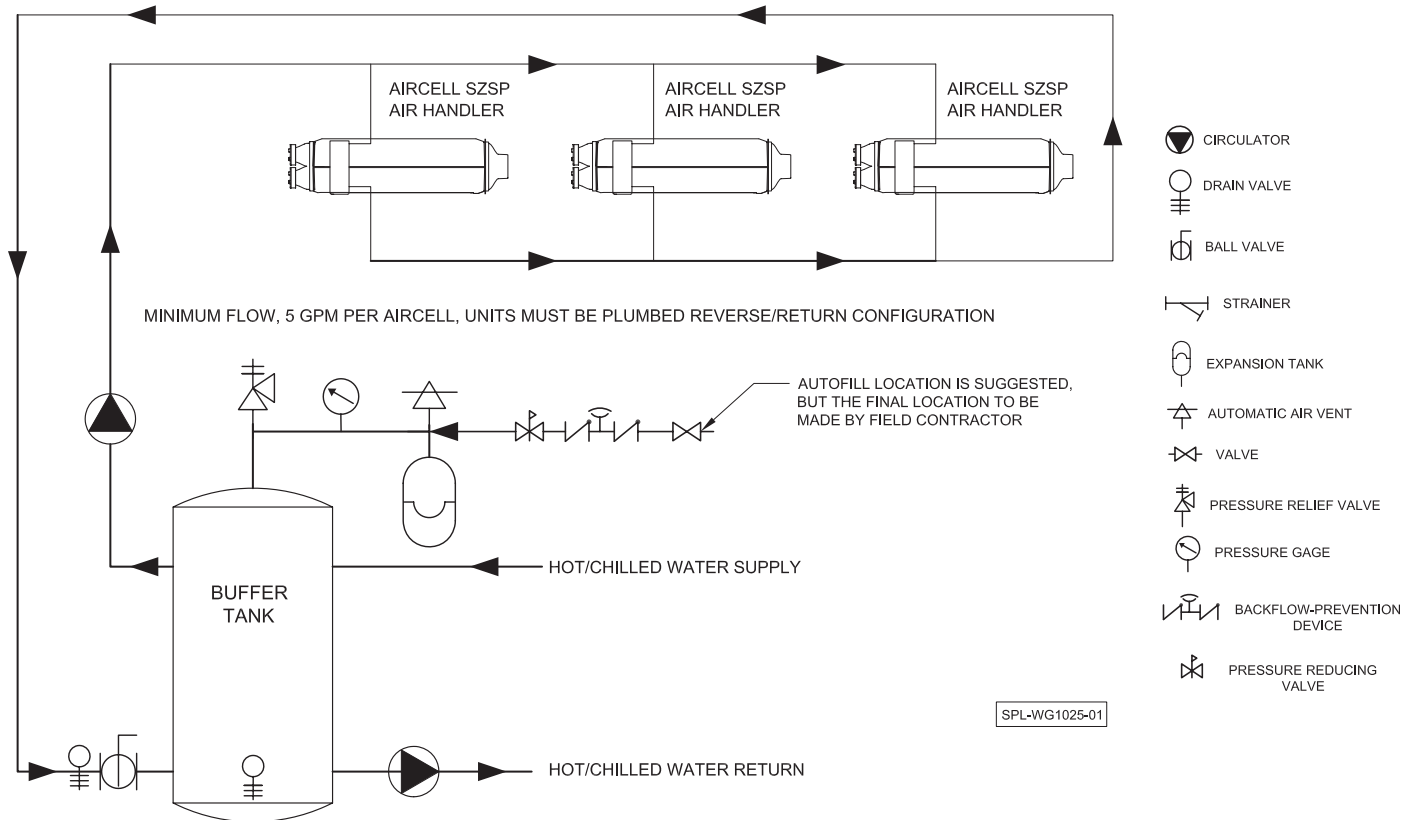 AIRCELL SZSP
AIR HANDLER
AIRCELL SZSP
AIR HANDLER
AIRCELL SZSP
AIR HANDLER
MINIMUM FLOW, 5 GPM PER AIRCELL, UNITS MUST BE PLUMBED REVERSE/RETURN CONFIGURATION
AUTOFILL LOCATION IS SUGGESTED,
BUT THE FINAL LOCATION TO BE
MADE BY FIELD CONTRACTOR
HOT/CHILLED WATER SUPPLY
BUFFER
TANK
HOT/CHILLED WATER RETURN
CIRCULATOR
DRAIN VALVE
BALL VALVE
STRAINER
EXPANSION TANK
AUTOMATIC AIR VENT
VALVE
PRESSURE RELIEF VALVE
PRESSURE GAGE
BACKFLOW-PREVENTION
DEVICE
PRESSURE REDUCING
VALVE
SPL-WG1025-01